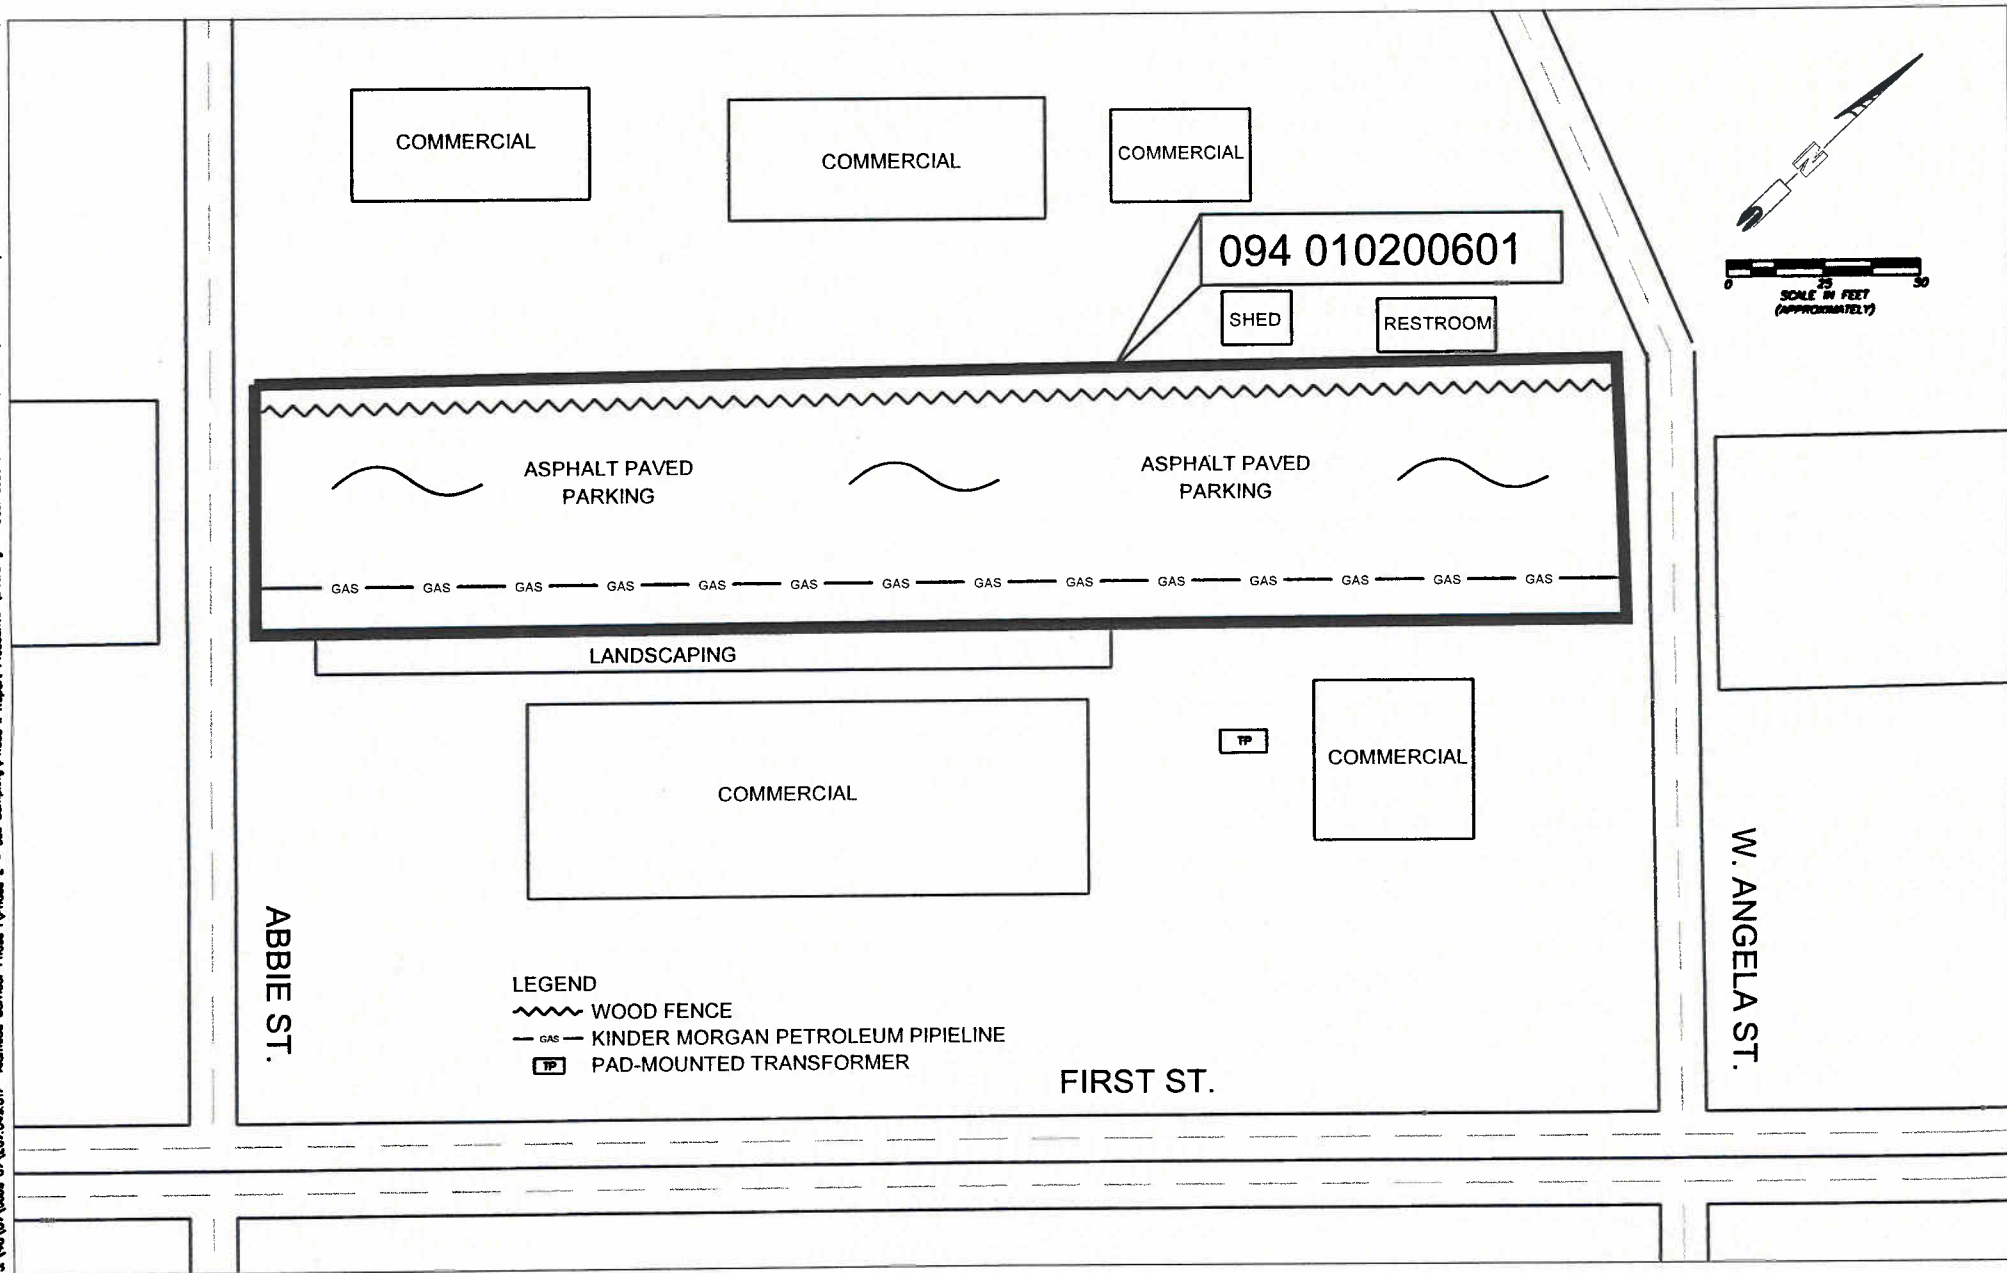 COMMERCIAL
COMMERCIAL
COMMERCIAL
N
094 010200601
0 25 50
SCALE IN FEET
(APPROXIMATELY)
SHED
RESTROOM
ASPHALT PAVED
PARKING
ASPHALT PAVED
PARKING
GAS GAS GAS GAS GAS GAS GAS GAS GAS GAS GAS GAS GAS GAS
LANDSCAPING
COMMERCIAL
TP
COMMERCIAL
ABBIE ST.
W. ANGELA ST.
LEGEND
WOOD FENCE
GAS KINDER MORGAN PETROLEUM PIPIELINE
TP PAD-MOUNTED TRANSFORMER
FIRST ST.